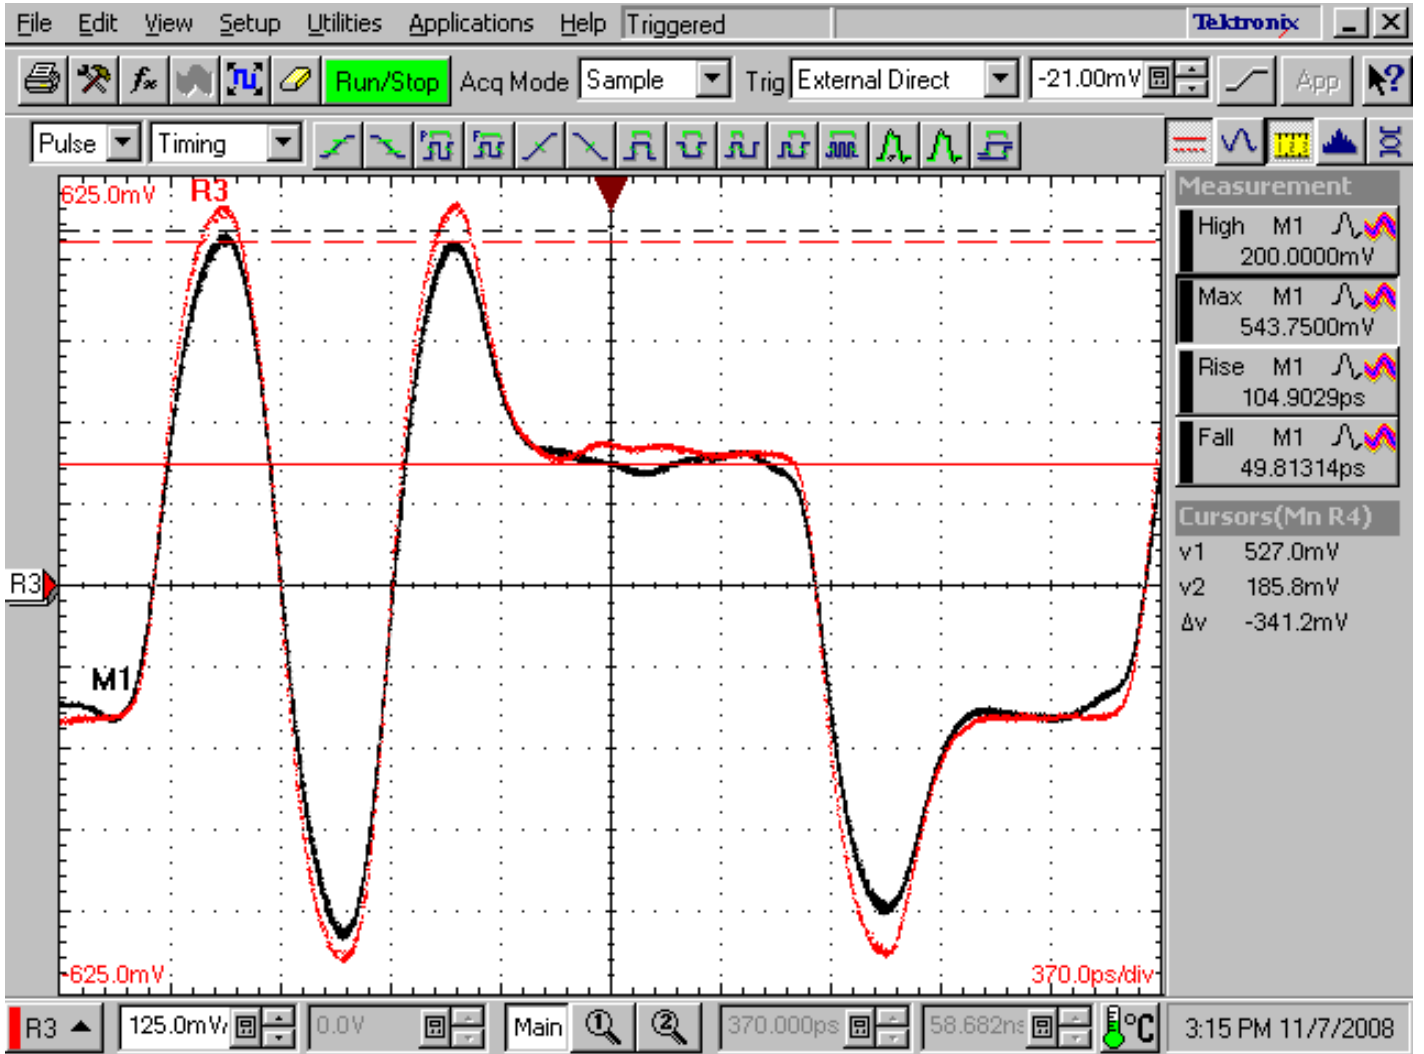 File Edit View Setup Utilities Applications Help Triggered Tektronix
Run/Stop Acq Mode Sample Trig External Direct -21.00mV App
Pulse Timing
625.0mV R3
Measurement
High M1
200.0000mV
Max M1
543.7500mV
Rise M1
104.9029ps
Fall M1
49.81314ps
Cursors(Mn R4)
v1 527.0mV
v2 185.8mV
Δv -341.2mV
R3
M1
-625.0mV 370.0ps/div
R3 125.0mV/ 0.0V Main 1 2 370.000ps 58.682ns °C 3:15 PM 11/7/2008